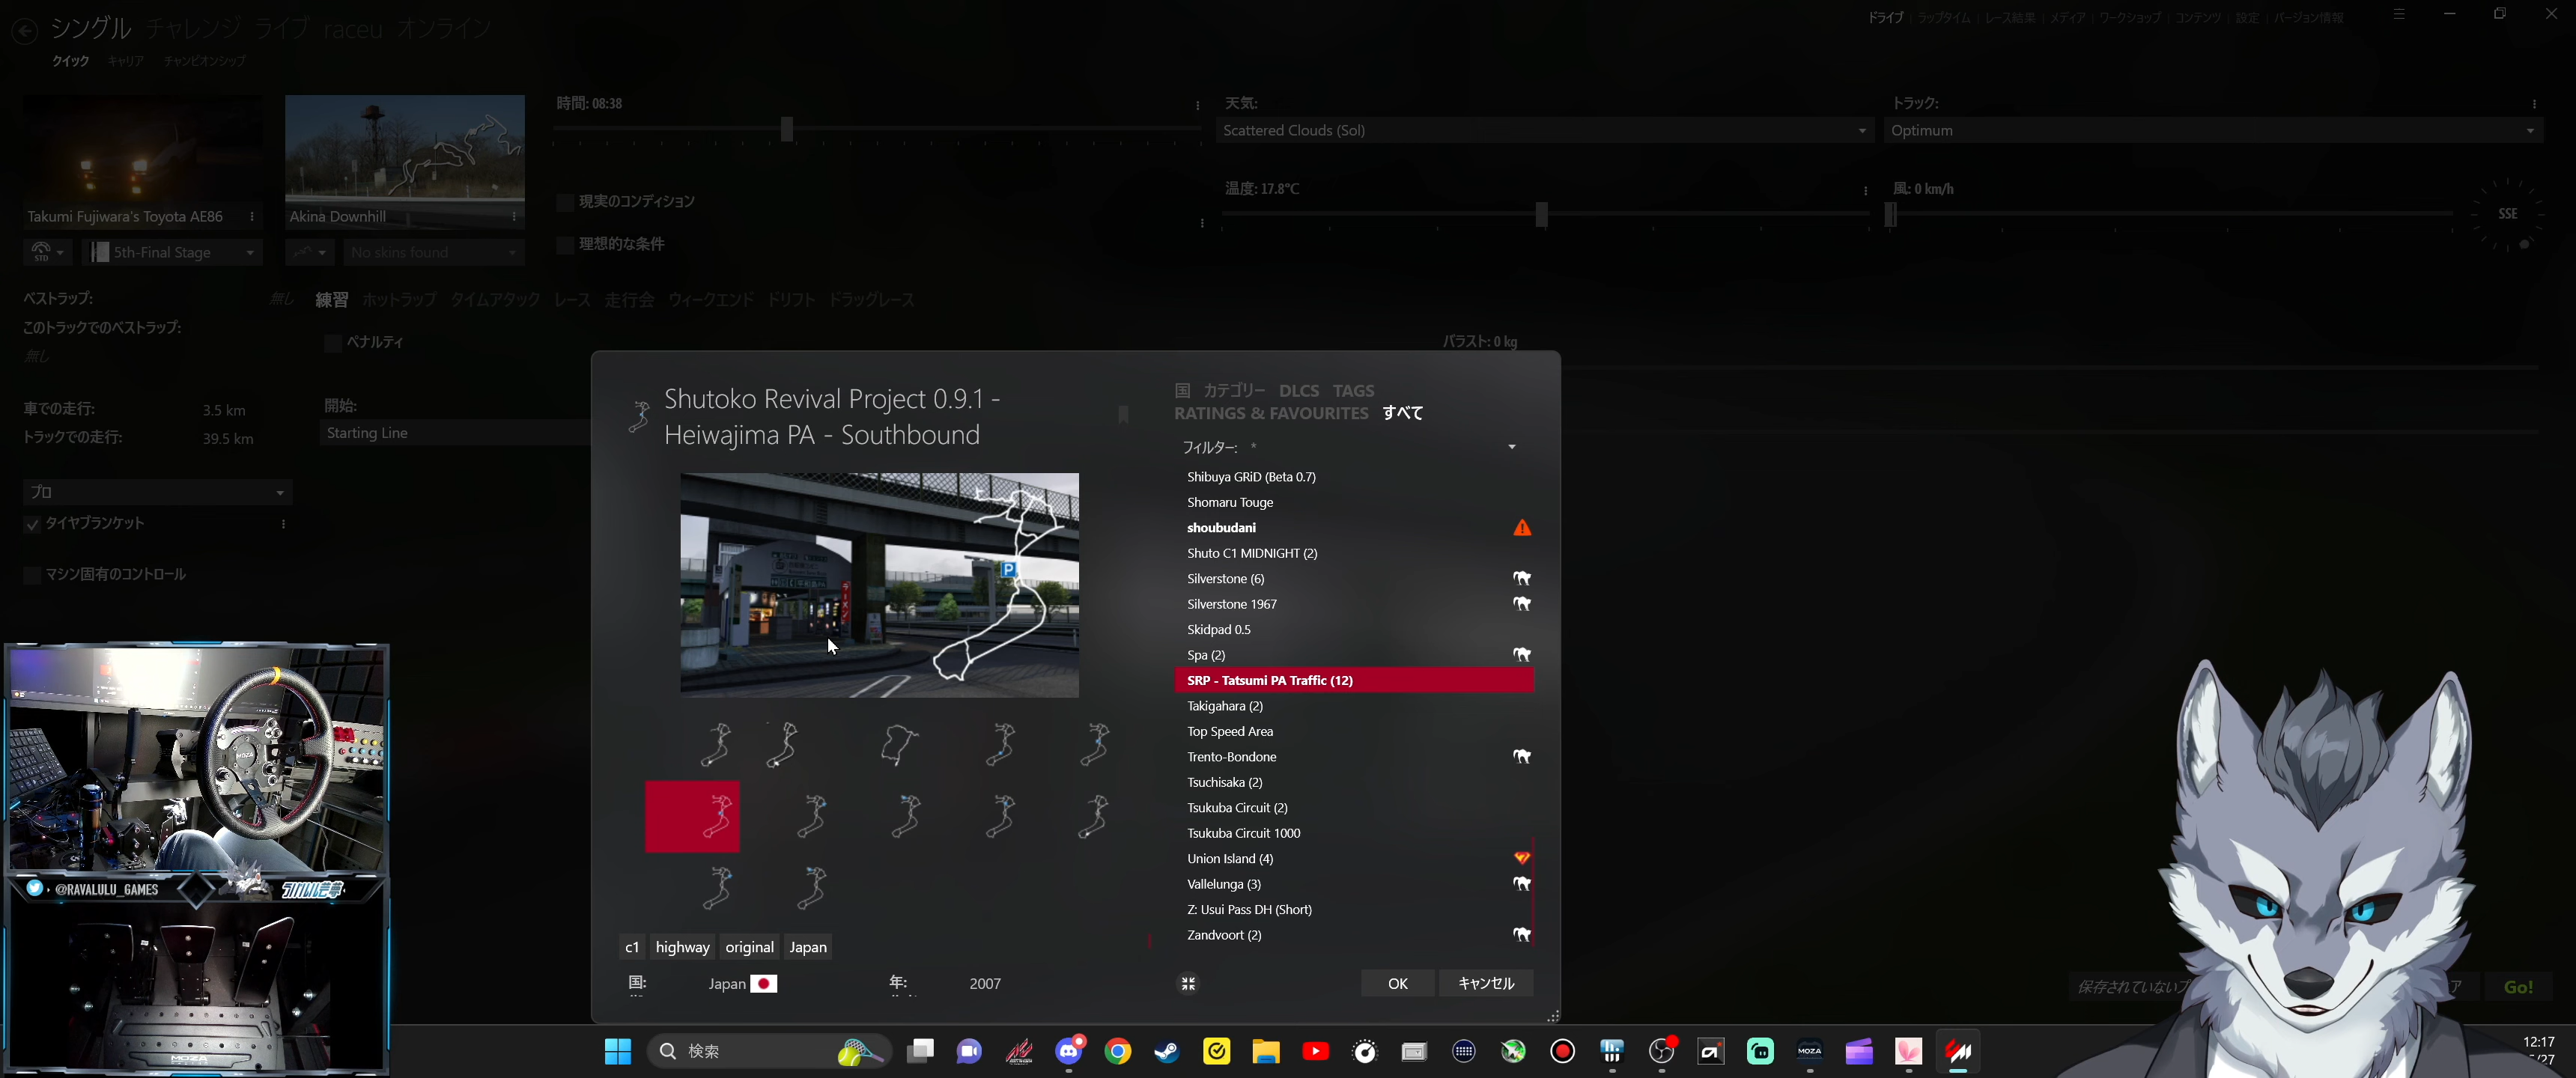 シングル チャレンジ ライブ raceu オンライン
クイック キャリア チャンピオンシップ
ドライブ | ラップタイム | レース結果 | メディア | ワークショップ | コンテンツ | 設定 | バージョン情報
Takumi Fujiwara's Toyota AE86
STD
5th-Final Stage
Akina Downhill
No skins found
時間: 08:38
現実のコンディション
理想的な条件
天気:
Scattered Clouds (Sol)
トラック:
Optimum
温度: 17.8°C
風: 0 km/h
SSE
ベストラップ: 無し
このトラックでのベストラップ:
無し
車での走行: 3.5 km
トラックでの走行: 39.5 km
プロ
タイヤブランケット
マシン固有のコントロール
練習 ホットラップ タイムアタック レース 走行会 ウィークエンド ドリフト ドラッグレース
ペナルティ
開始:
Starting Line
バラスト: 0 kg
Shutoko Revival Project 0.9.1 -
Heiwajima PA - Southbound
P
c1 highway original Japan
国: Japan
年: 2007
国 カテゴリー DLCS TAGS
RATINGS & FAVOURITES すべて
フィルター: *
Shibuya GRiD (Beta 0.7)
Shomaru Touge
shoubudani
Shuto C1 MIDNIGHT (2)
Silverstone (6)
Silverstone 1967
Skidpad 0.5
Spa (2)
SRP - Tatsumi PA Traffic (12)
Takigahara (2)
Top Speed Area
Trento-Bondone
Tsuchisaka (2)
Tsukuba Circuit (2)
Tsukuba Circuit 1000
Union Island (4)
Vallelunga (3)
Z: Usui Pass DH (Short)
Zandvoort (2)
OK キャンセル
Go!
MOZA
@RAVALULU_GAMES
MOZA
検索
MOZA
12:17